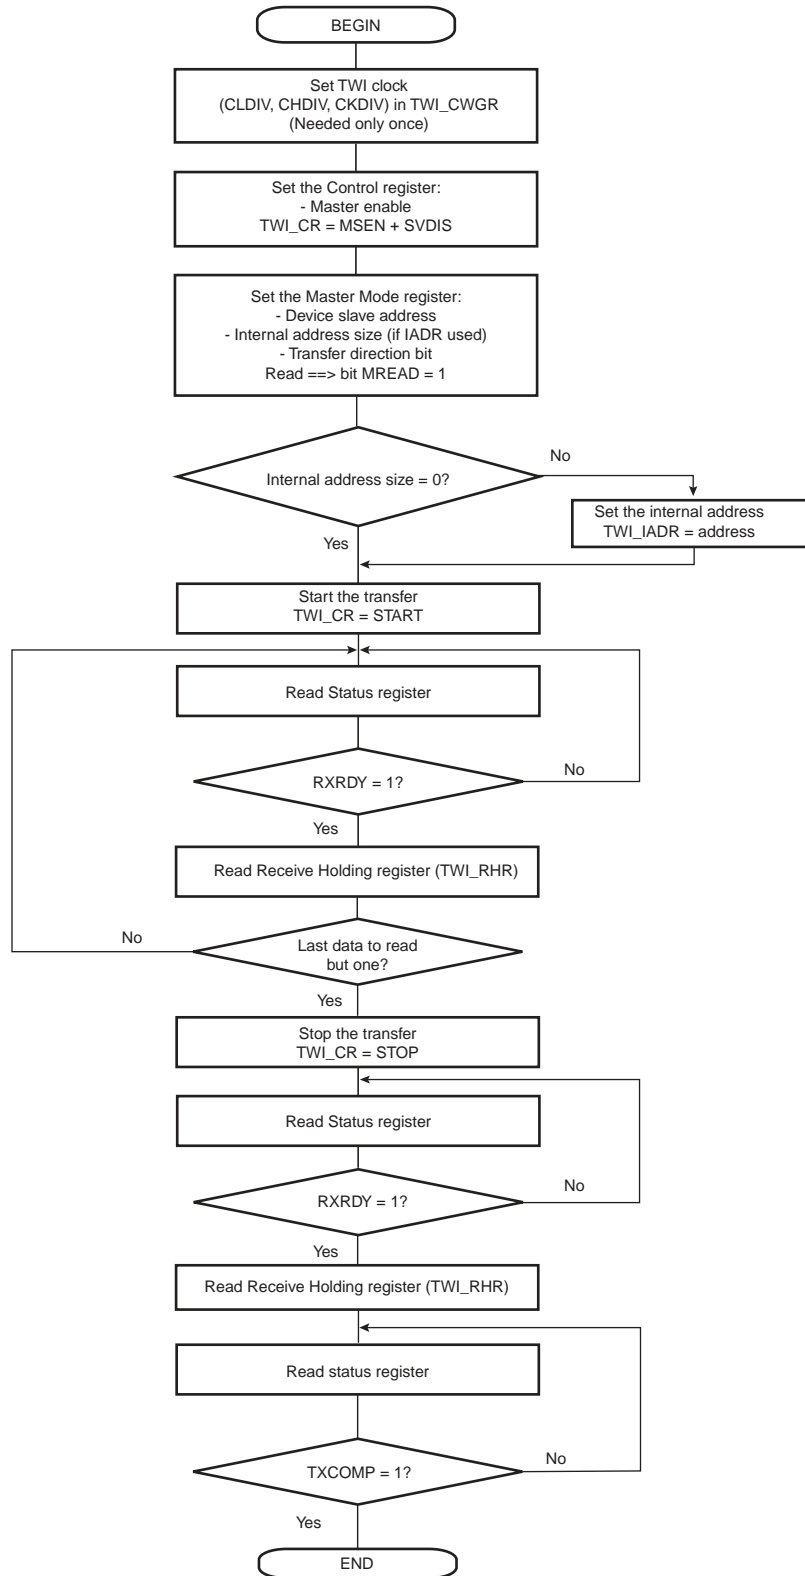 BEGIN
Set TWI clock
(CLDIV, CHDIV, CKDIV) in TWI_CWGR
(Needed only once)
Set the Control register:
- Master enable
TWI_CR = MSEN + SVDIS
Set the Master Mode register:
- Device slave address
- Internal address size (if IADR used)
- Transfer direction bit
Read ==> bit MREAD = 1
Internal address size = 0?
No
Set the internal address
TWI_IADR = address
Yes
Start the transfer
TWI_CR = START
Read Status register
RXRDY = 1?
No
Yes
Read Receive Holding register (TWI_RHR)
No
Last data to read
but one?
Yes
Stop the transfer
TWI_CR = STOP
Read Status register
RXRDY = 1?
No
Yes
Read Receive Holding register (TWI_RHR)
Read status register
TXCOMP = 1?
No
Yes
END